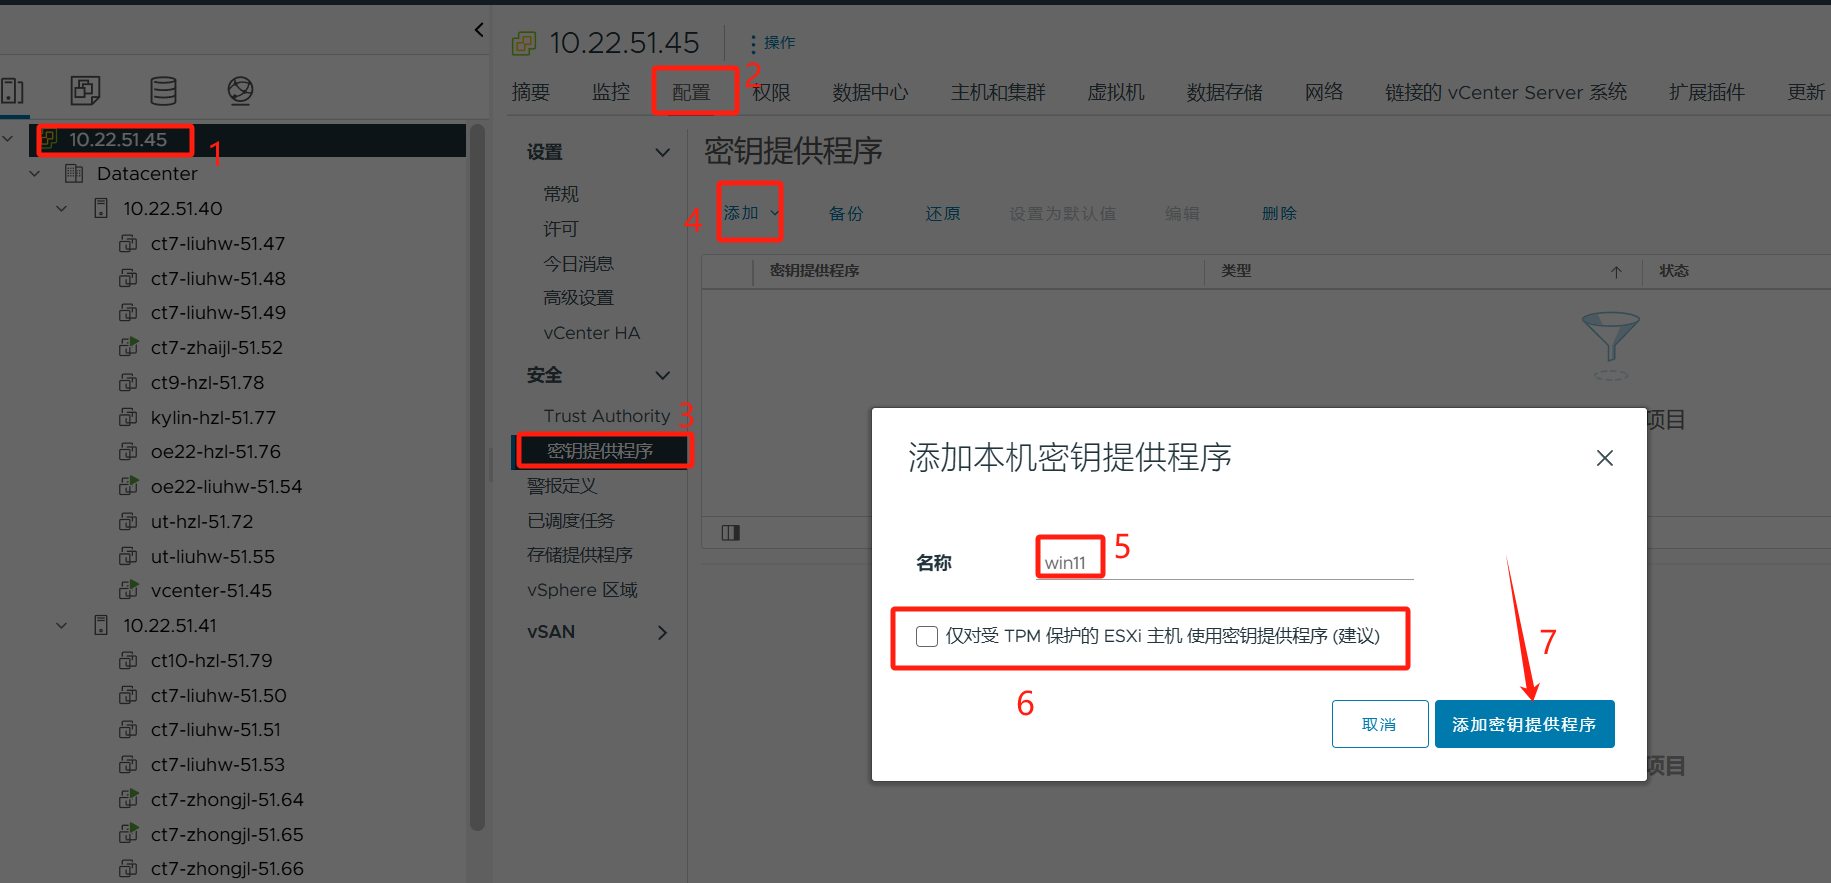 10.22.51.45
操作
摘要
监控
配置
2
权限
数据中心
主机和集群
虚拟机
数据存储
网络
链接的 vCenter Server 系统
扩展插件
更新
10.22.51.45
1
Datacenter
10.22.51.40
ct7-liuhw-51.47
ct7-liuhw-51.48
ct7-liuhw-51.49
ct7-zhaijl-51.52
ct9-hzl-51.78
kylin-hzl-51.77
oe22-hzl-51.76
oe22-liuhw-51.54
ut-hzl-51.72
ut-liuhw-51.55
vcenter-51.45
10.22.51.41
ct10-hzl-51.79
ct7-liuhw-51.50
ct7-liuhw-51.51
ct7-liuhw-51.53
ct7-zhongjl-51.64
ct7-zhongjl-51.65
ct7-zhongjl-51.66
设置
常规
许可
今日消息
高级设置
vCenter HA
安全
Trust Authority
3
密钥提供程序
警报定义
已调度任务
存储提供程序
vSphere 区域
vSAN
密钥提供程序
4
添加
备份
还原
设置为默认值
编辑
删除
密钥提供程序
类型
状态
项目
添加本机密钥提供程序
名称
win11
5
仅对受 TPM 保护的 ESXi 主机 使用密钥提供程序 (建议)
6
7
取消
添加密钥提供程序
项目